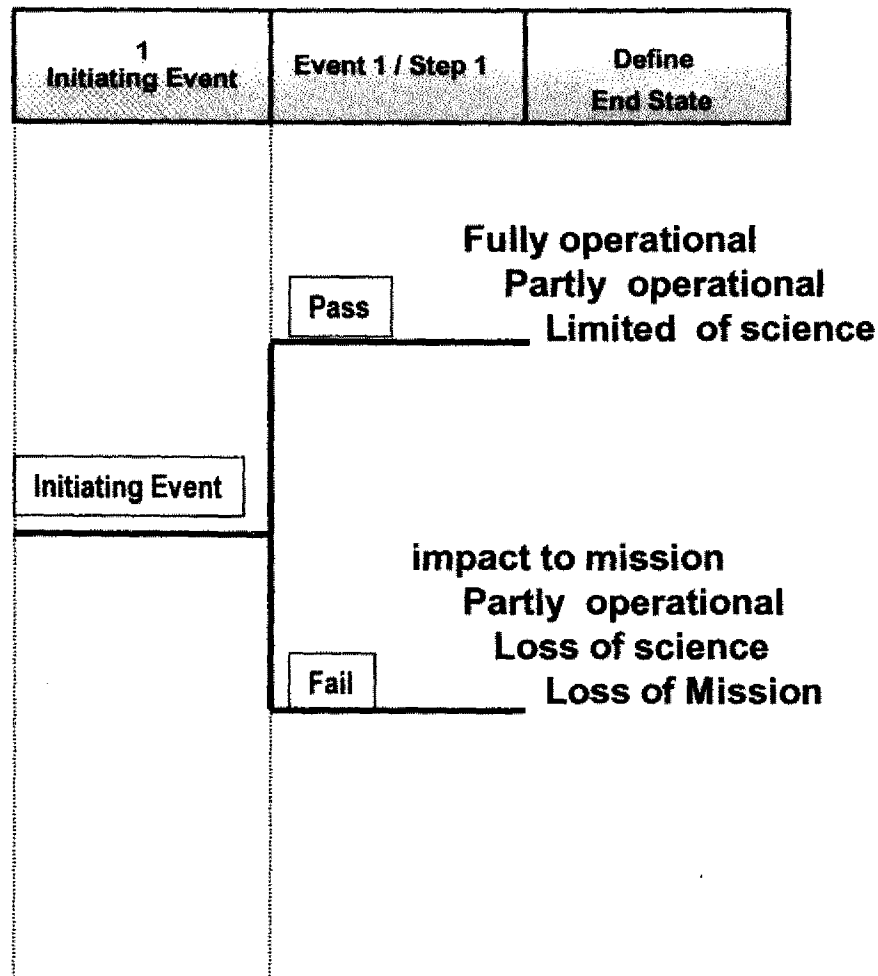 1
Initiating Event
Event 1 / Step 1
Define
End State
Fully operational
Partly operational
Limited of science
Pass
Initiating Event
impact to mission
Partly operational
Loss of science
Loss of Mission
Fail